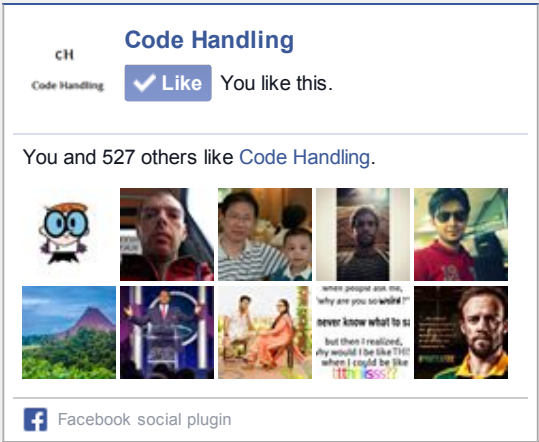 cH
Code Handling
Code Handling
Like You like this.
You and 527 others like Code Handling.
when people ask me,
"why are you so weird?"
never know what to sa
but then I realized,
why would I be like THIS
when I could be like
Facebook social plugin